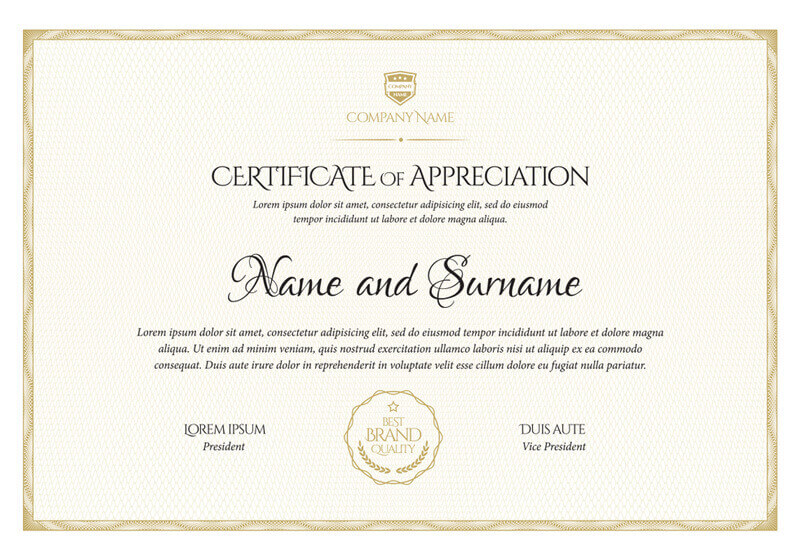 COMPANY
NAME
COMPANY NAME
CERTIFICATE OF APPRECIATION
Lorem ipsum dolor sit amet, consectetur adipisicing elit, sed do eiusmod
tempor incididunt ut labore et dolore magna aliqua.
Name and Surname
Lorem ipsum dolor sit amet, consectetur adipisicing elit, sed do eiusmod tempor incididunt ut labore et dolore magna
aliqua. Ut enim ad minim veniam, quis nostrud exercitation ullamco laboris nisi ut aliquip ex ea commodo
consequat. Duis aute irure dolor in reprehenderit in voluptate velit esse cillum dolore eu fugiat nulla pariatur.
LOREM IPSUM
President
BEST
BRAND
QUALITY
DUIS AUTE
Vice President